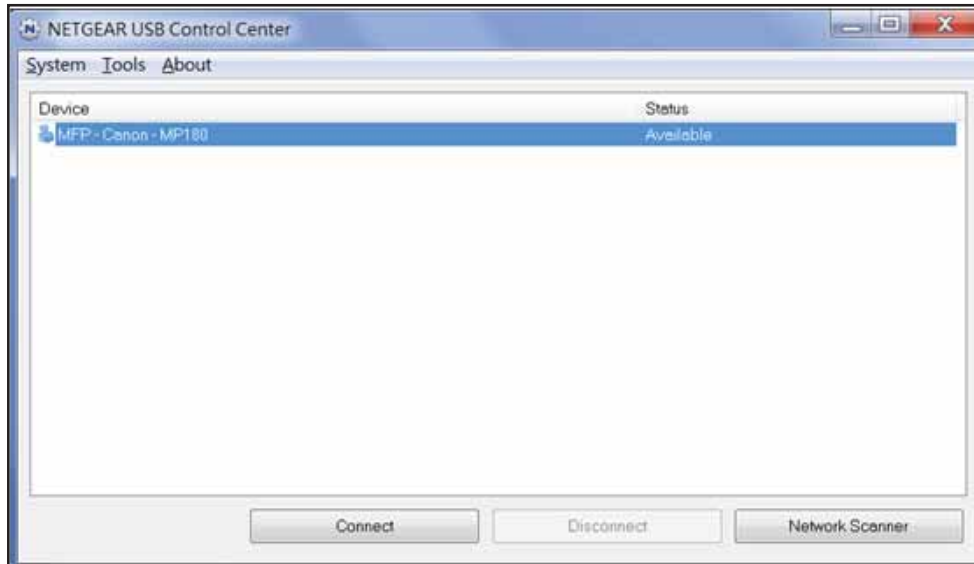 NETGEAR USB Control Center
System Tools About
Device Status
MFP - Canon - MP180 Available
Connect Disconnect Network Scanner